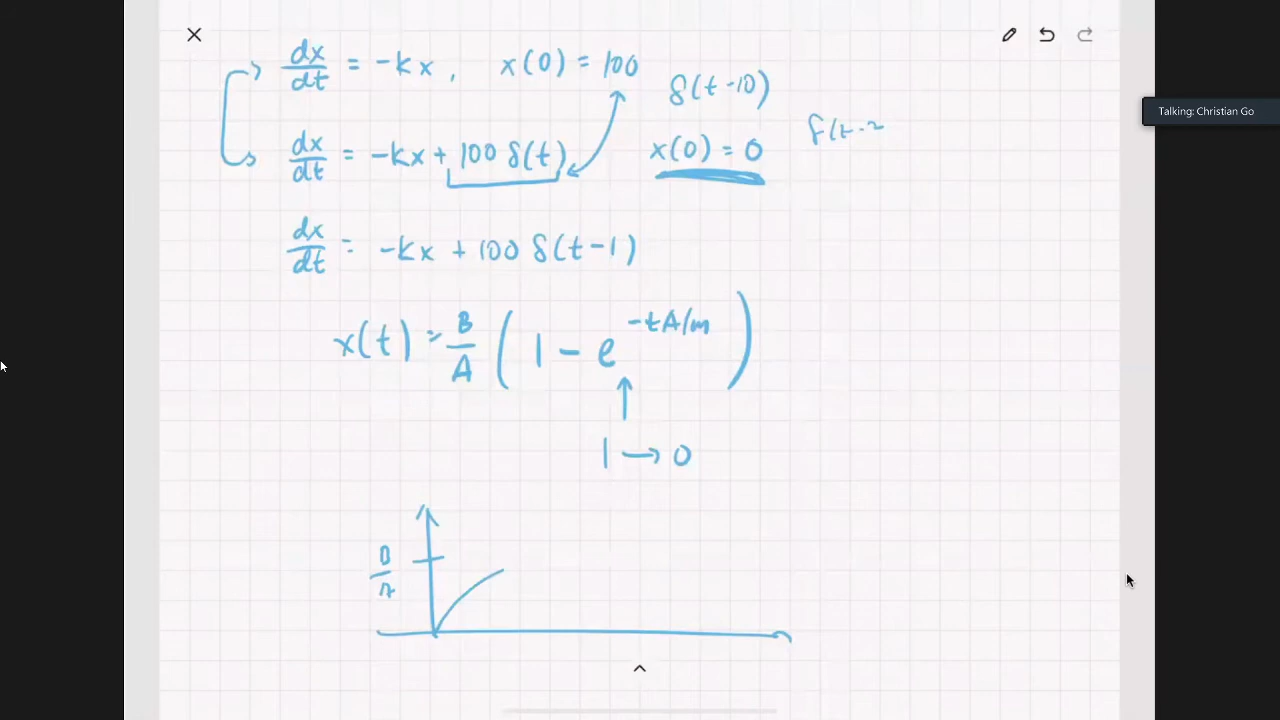 dx/dt = -kx, x(0) = 100
δ(t-10)
dx/dt = -kx + 100 δ(t) x(0) = 0
dx/dt = -kx + 100 δ(t-1)
x(t) = B/A (1 - e^{-tA/m})
1 → 0
B/A
Talking: Christian Go